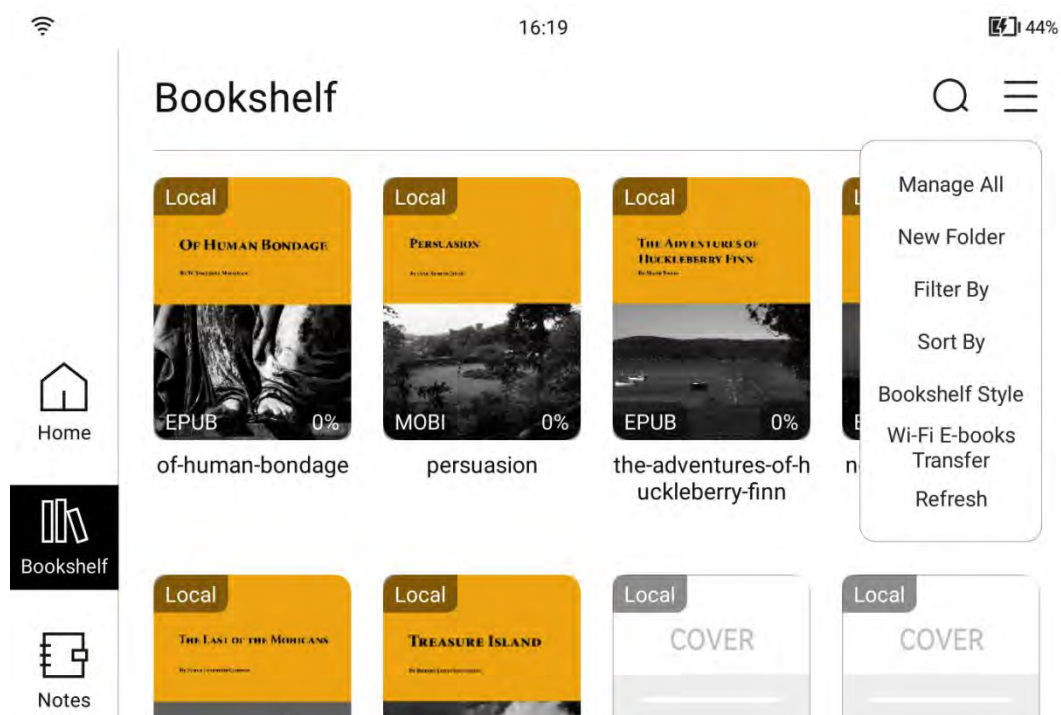 16:19
44%
Bookshelf
Manage All
New Folder
Filter By
Sort By
Bookshelf Style
Wi-Fi E-books
Transfer
Refresh
Local
OF HUMAN BONDAGE
EPUB 0%
of-human-bondage
Local
PERSUASION
MOBI 0%
persuasion
Local
THE ADVENTURES OF
HUCKLEBERRY FINN
By MARK TWAIN
EPUB 0%
the-adventures-of-h
uckleberry-finn
Home
Bookshelf
Notes
Local
THE LAST OF THE MOHICANS
Local
TREASURE ISLAND
Local
COVER
Local
COVER